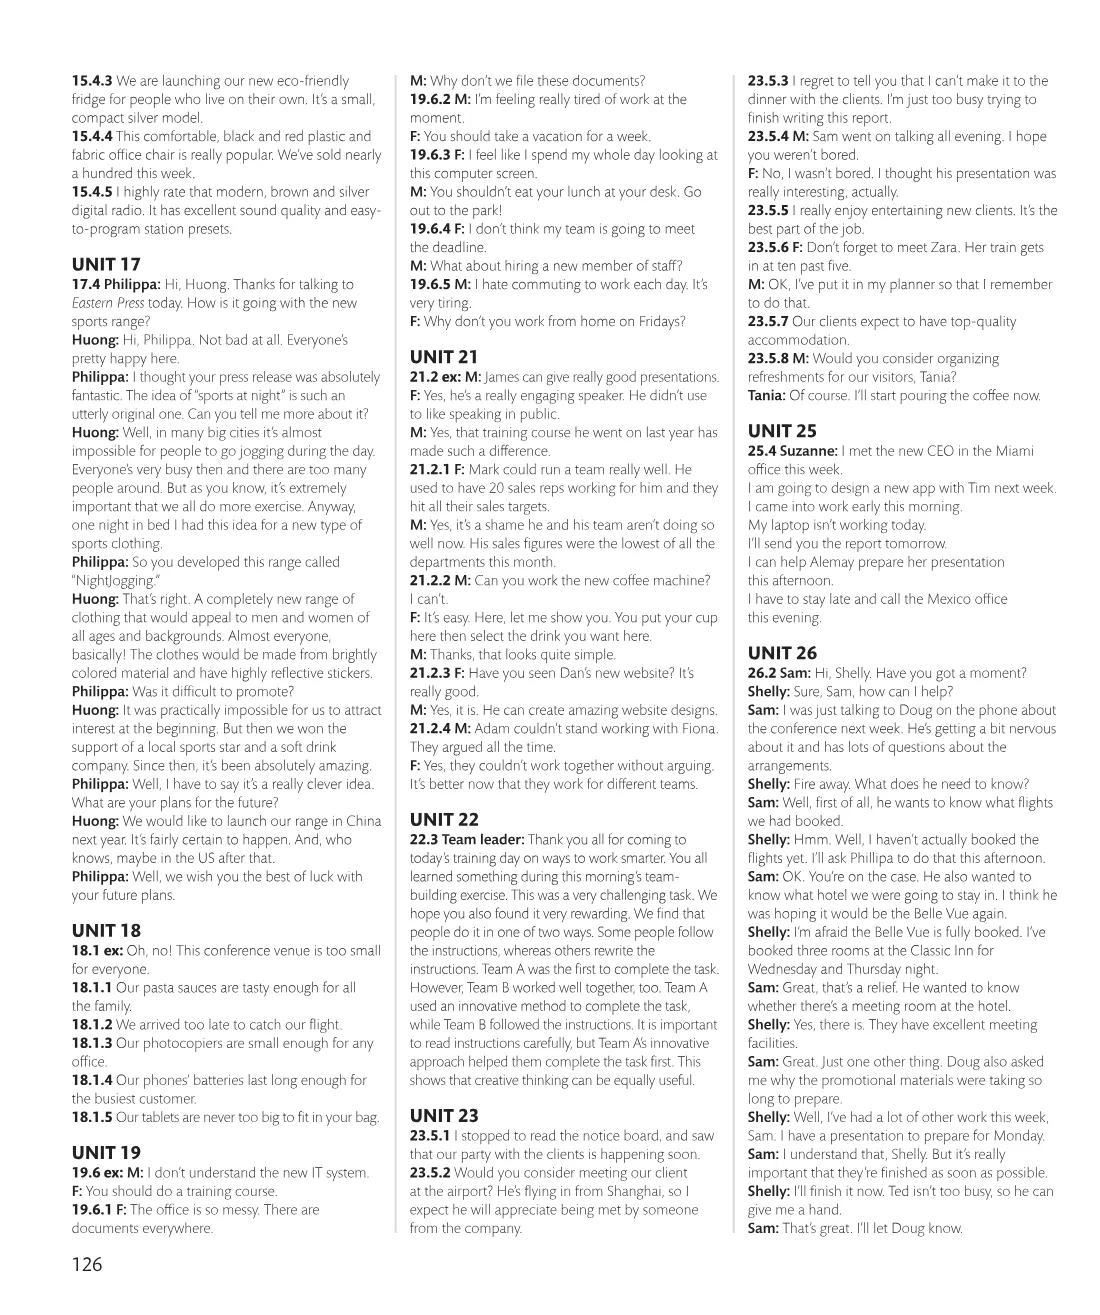 15.4.3 We are launching our new eco-friendly
fridge for people who live on their own. It’s a small,
compact silver model.
15.4.4 This comfortable, black and red plastic and
fabric office chair is really popular. We’ve sold nearly
a hundred this week.
15.4.5 I highly rate that modern, brown and silver
digital radio. It has excellent sound quality and easy-
to-program station presets.
UNIT 17
17.4 Philippa: Hi, Huong. Thanks for talking to
Eastern Press today. How is it going with the new
sports range?
Huong: Hi, Philippa. Not bad at all. Everyone’s
pretty happy here.
Philippa: I thought your press release was absolutely
fantastic. The idea of “sports at night” is such an
utterly original one. Can you tell me more about it?
Huong: Well, in many big cities it’s almost
impossible for people to go jogging during the day.
Everyone’s very busy then and there are too many
people around. But as you know, it’s extremely
important that we all do more exercise. Anyway,
one night in bed I had this idea for a new type of
sports clothing.
Philippa: So you developed this range called
“NightJogging.”
Huong: That’s right. A completely new range of
clothing that would appeal to men and women of
all ages and backgrounds. Almost everyone,
basically! The clothes would be made from brightly
colored material and have highly reflective stickers.
Philippa: Was it difficult to promote?
Huong: It was practically impossible for us to attract
interest at the beginning. But then we won the
support of a local sports star and a soft drink
company. Since then, it’s been absolutely amazing.
Philippa: Well, I have to say it’s a really clever idea.
What are your plans for the future?
Huong: We would like to launch our range in China
next year. It’s fairly certain to happen. And, who
knows, maybe in the US after that.
Philippa: Well, we wish you the best of luck with
your future plans.
UNIT 18
18.1 ex: Oh, no! This conference venue is too small
for everyone.
18.1.1 Our pasta sauces are tasty enough for all
the family.
18.1.2 We arrived too late to catch our flight.
18.1.3 Our photocopiers are small enough for any
office.
18.1.4 Our phones’ batteries last long enough for
the busiest customer.
18.1.5 Our tablets are never too big to fit in your bag.
UNIT 19
19.6 ex: M: I don’t understand the new IT system.
F: You should do a training course.
19.6.1 F: The office is so messy. There are
documents everywhere.
M: Why don’t we file these documents?
19.6.2 M: I’m feeling really tired of work at the
moment.
F: You should take a vacation for a week.
19.6.3 F: I feel like I spend my whole day looking at
this computer screen.
M: You shouldn’t eat your lunch at your desk. Go
out to the park!
19.6.4 F: I don’t think my team is going to meet
the deadline.
M: What about hiring a new member of staff?
19.6.5 M: I hate commuting to work each day. It’s
very tiring.
F: Why don’t you work from home on Fridays?
UNIT 21
21.2 ex: M: James can give really good presentations.
F: Yes, he’s a really engaging speaker. He didn’t use
to like speaking in public.
M: Yes, that training course he went on last year has
made such a difference.
21.2.1 F: Mark could run a team really well. He
used to have 20 sales reps working for him and they
hit all their sales targets.
M: Yes, it’s a shame he and his team aren’t doing so
well now. His sales figures were the lowest of all the
departments this month.
21.2.2 M: Can you work the new coffee machine?
I can’t.
F: It’s easy. Here, let me show you. You put your cup
here then select the drink you want here.
M: Thanks, that looks quite simple.
21.2.3 F: Have you seen Dan’s new website? It’s
really good.
M: Yes, it is. He can create amazing website designs.
21.2.4 M: Adam couldn’t stand working with Fiona.
They argued all the time.
F: Yes, they couldn’t work together without arguing.
It’s better now that they work for different teams.
UNIT 22
22.3 Team leader: Thank you all for coming to
today’s training day on ways to work smarter. You all
learned something during this morning’s team-
building exercise. This was a very challenging task. We
hope you also found it very rewarding. We find that
people do it in one of two ways. Some people follow
the instructions, whereas others rewrite the
instructions. Team A was the first to complete the task.
However, Team B worked well together, too. Team A
used an innovative method to complete the task,
while Team B followed the instructions. It is important
to read instructions carefully, but Team A’s innovative
approach helped them complete the task first. This
shows that creative thinking can be equally useful.
UNIT 23
23.5.1 I stopped to read the notice board, and saw
that our party with the clients is happening soon.
23.5.2 Would you consider meeting our client
at the airport? He’s flying in from Shanghai, so I
expect he will appreciate being met by someone
from the company.
23.5.3 I regret to tell you that I can’t make it to the
dinner with the clients. I’m just too busy trying to
finish writing this report.
23.5.4 M: Sam went on talking all evening. I hope
you weren’t bored.
F: No, I wasn’t bored. I thought his presentation was
really interesting, actually.
23.5.5 I really enjoy entertaining new clients. It’s the
best part of the job.
23.5.6 F: Don’t forget to meet Zara. Her train gets
in at ten past five.
M: OK, I’ve put it in my planner so that I remember
to do that.
23.5.7 Our clients expect to have top-quality
accommodation.
23.5.8 M: Would you consider organizing
refreshments for our visitors, Tania?
Tania: Of course. I’ll start pouring the coffee now.
UNIT 25
25.4 Suzanne: I met the new CEO in the Miami
office this week.
I am going to design a new app with Tim next week.
I came into work early this morning.
My laptop isn’t working today.
I’ll send you the report tomorrow.
I can help Alemay prepare her presentation
this afternoon.
I have to stay late and call the Mexico office
this evening.
UNIT 26
26.2 Sam: Hi, Shelly. Have you got a moment?
Shelly: Sure, Sam, how can I help?
Sam: I was just talking to Doug on the phone about
the conference next week. He’s getting a bit nervous
about it and has lots of questions about the
arrangements.
Shelly: Fire away. What does he need to know?
Sam: Well, first of all, he wants to know what flights
we had booked.
Shelly: Hmm. Well, I haven’t actually booked the
flights yet. I’ll ask Phillipa to do that this afternoon.
Sam: OK. You’re on the case. He also wanted to
know what hotel we were going to stay in. I think he
was hoping it would be the Belle Vue again.
Shelly: I’m afraid the Belle Vue is fully booked. I’ve
booked three rooms at the Classic Inn for
Wednesday and Thursday night.
Sam: Great, that’s a relief. He wanted to know
whether there’s a meeting room at the hotel.
Shelly: Yes, there is. They have excellent meeting
facilities.
Sam: Great. Just one other thing. Doug also asked
me why the promotional materials were taking so
long to prepare.
Shelly: Well, I’ve had a lot of other work this week,
Sam. I have a presentation to prepare for Monday.
Sam: I understand that, Shelly. But it’s really
important that they’re finished as soon as possible.
Shelly: I’ll finish it now. Ted isn’t too busy, so he can
give me a hand.
Sam: That’s great. I’ll let Doug know.
126